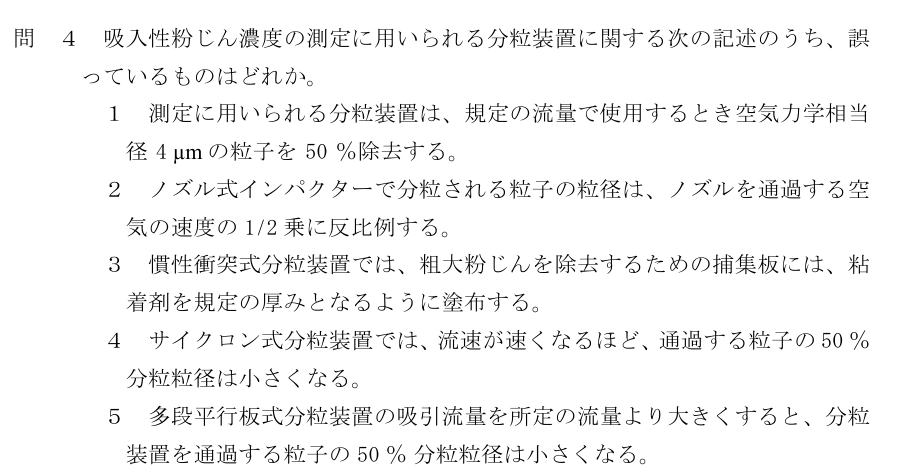 問　４　吸入性粉じん濃度の測定に用いられる分粒装置に関する次の記述のうち、誤
っているものはどれか。
１　測定に用いられる分粒装置は、規定の流量で使用するとき空気力学相当
径 4 μm の粒子を 50 ％除去する。
２　ノズル式インパクターで分粒される粒子の粒径は、ノズルを通過する空
気の速度の 1/2 乗に反比例する。
３　慣性衝突式分粒装置では、粗大粉じんを除去するための捕集板には、粘
着剤を規定の厚みとなるように塗布する。
４　サイクロン式分粒装置では、流速が速くなるほど、通過する粒子の 50 ％
分粒粒径は小さくなる。
５　多段平行板式分粒装置の吸引流量を所定の流量より大きくすると、分粒
装置を通過する粒子の 50 ％ 分粒粒径は小さくなる。